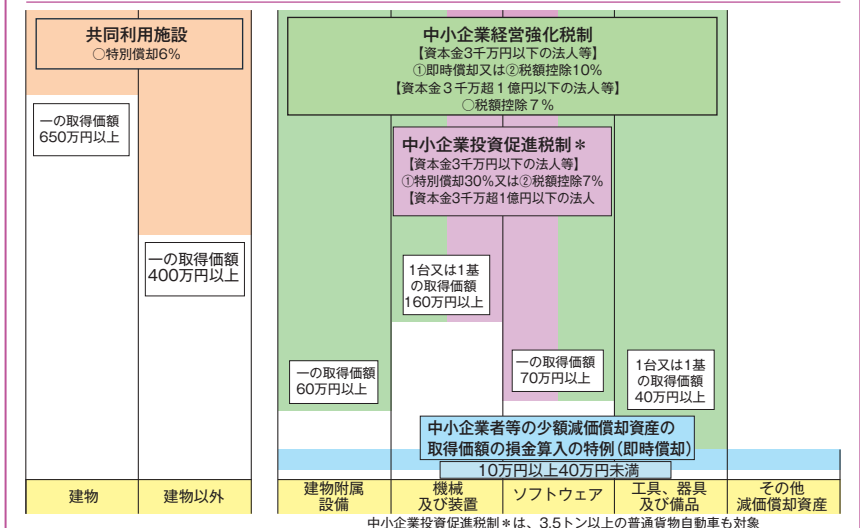 共同利用施設
○特別償却6%
一の取得価額
650万円以上
一の取得価額
400万円以上
中小企業経営強化税制
【資本金3千万円以下の法人等】
①即時償却又は②税額控除10%
【資本金３千万超１億円以下の法人等】
○税額控除７％
中小企業投資促進税制＊
【資本金3千万円以下の法人等】
①特別償却30%又は②税額控除7%
【資本金3千万超1億円以下の法人
1台又は1基
の取得価額
160万円以上
一の取得価額
60万円以上
一の取得価額
70万円以上
1台又は1基
の取得価額
40万円以上
中小企業者等の少額減価償却資産の
取得価額の損金算入の特例(即時償却)
10万円以上40万円未満
建物
建物以外
建物附属
設備
機械
及び装置
ソフトウェア
工具、器具
及び備品
その他
減価償却資産
中小企業投資促進税制＊は、3.5トン以上の普通貨物自動車も対象